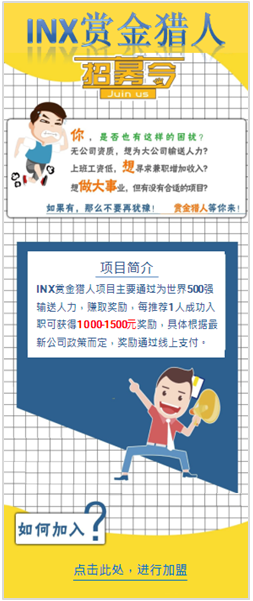 INX赏金猎人
招募令
Join us
你，是否也有这样的困扰？
无公司资质，想为大公司输送人力？
上班工资低，想寻求兼职增加收入？
想做大事业，但有没有合适的项目？
如果有，那么不要再犹豫！ 赏金猎人等你来！
项目简介
INX赏金猎人项目主要通过为世界500强
输送人力，赚取奖励，每推荐1人成功入
职可获得1000-1500元奖励，具体根据最
新公司政策而定，奖励通过线上支付。
如何加入？
点击此处，进行加盟